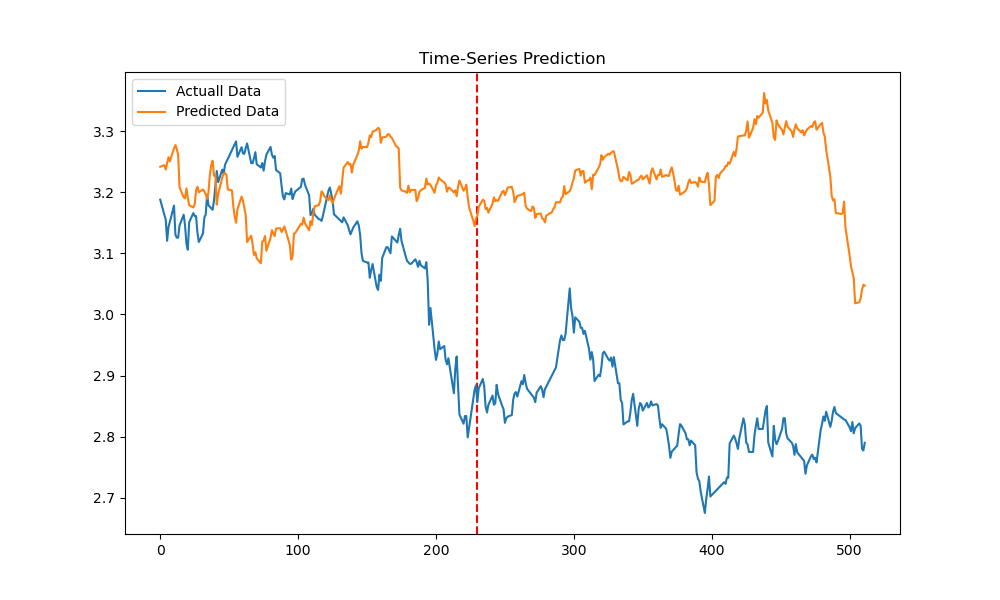 Time-Series Prediction
Actuall Data
Predicted Data
3.3
3.2
3.1
3.0
2.9
2.8
2.7
0 100 200 300 400 500